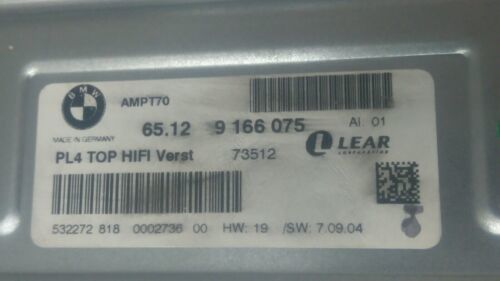 BMW
AMPT70
MADE IN GERMANY
65.12 9 166 075 AI 01
LEAR
CORPORATION
PL4 TOP HIFI Verst 73512
532272 818 0002736 00 HW: 19 /SW: 7.09.04